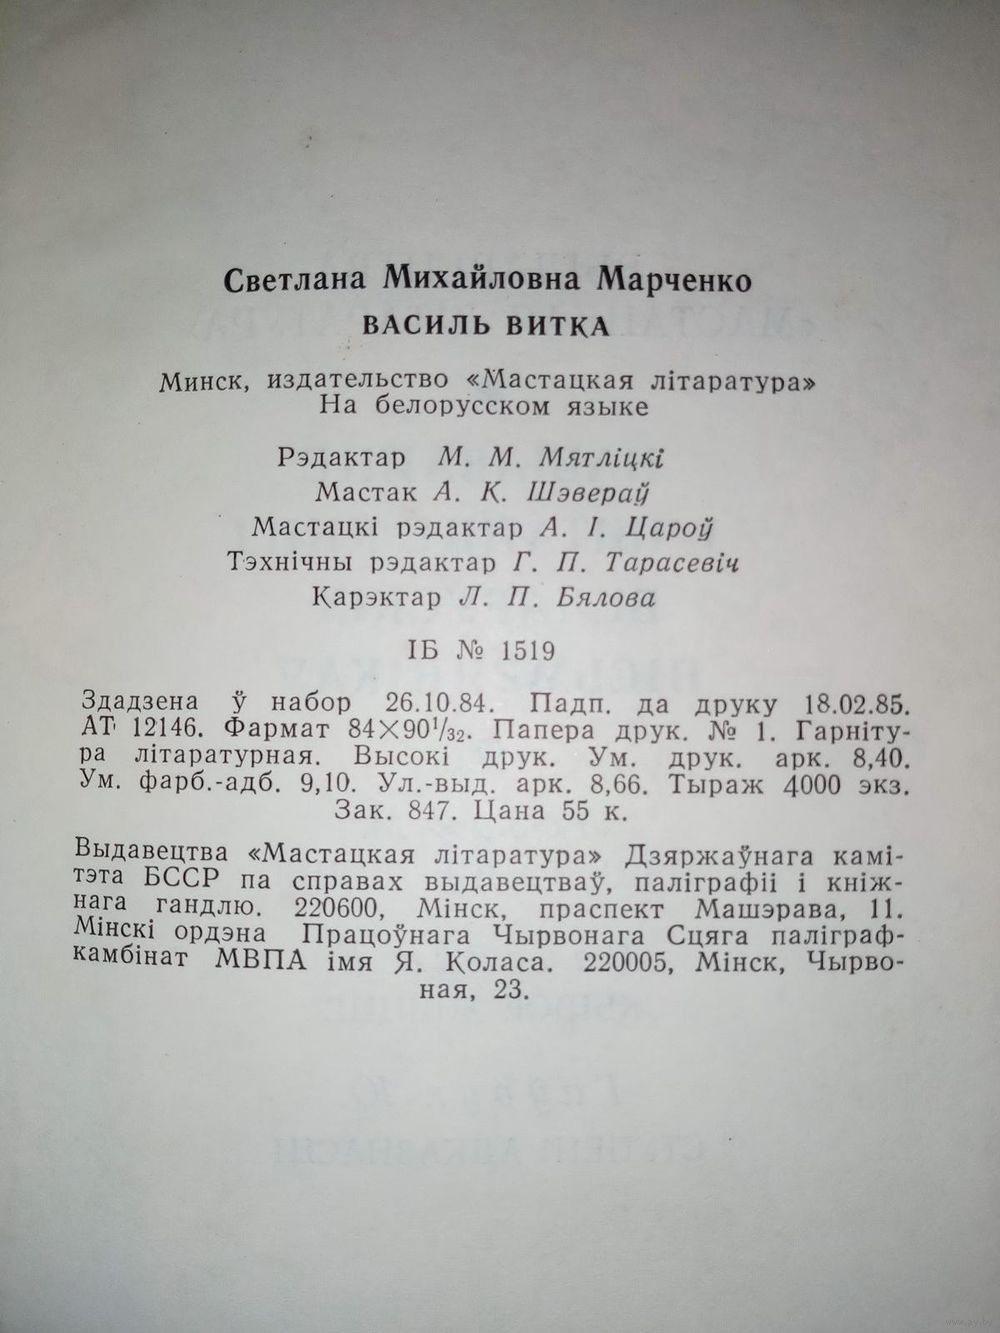 Светлана Михайловна Марченко
ВАСИЛЬ ВИТКА
Минск, издательство «Мастацкая літаратура»
На белорусском языке
Рэдактар М. М. Мятліцкі
Мастак А. К. Шэвераў
Мастацкі рэдактар А. І. Цароў
Тэхнічны рэдактар Г. П. Тарасевіч
Карэктар Л. П. Бялова
ІБ № 1519
Здадзена ў набор 26.10.84. Падп. да друку 18.02.85.
АТ 12146. Фармат 84×90¹/₃₂. Папера друк. № 1. Гарніту-
ра літаратурная. Высокі друк. Ум. друк. арк. 8,40.
Ум. фарб.-адб. 9,10. Ул.-выд. арк. 8,66. Тыраж 4000 экз.
Зак. 847. Цана 55 к.
Выдавецтва «Мастацкая літаратура» Дзяржаўнага камі-
тэта БССР па справах выдавецтваў, паліграфіі і кніж-
нага гандлю. 220600, Мінск, праспект Машэрава, 11.
Мінскі ордэна Працоўнага Чырвонага Сцяга паліграф-
камбінат МВПА імя Я. Коласа. 220005, Мінск, Чырво-
ная, 23.
www.ay.by